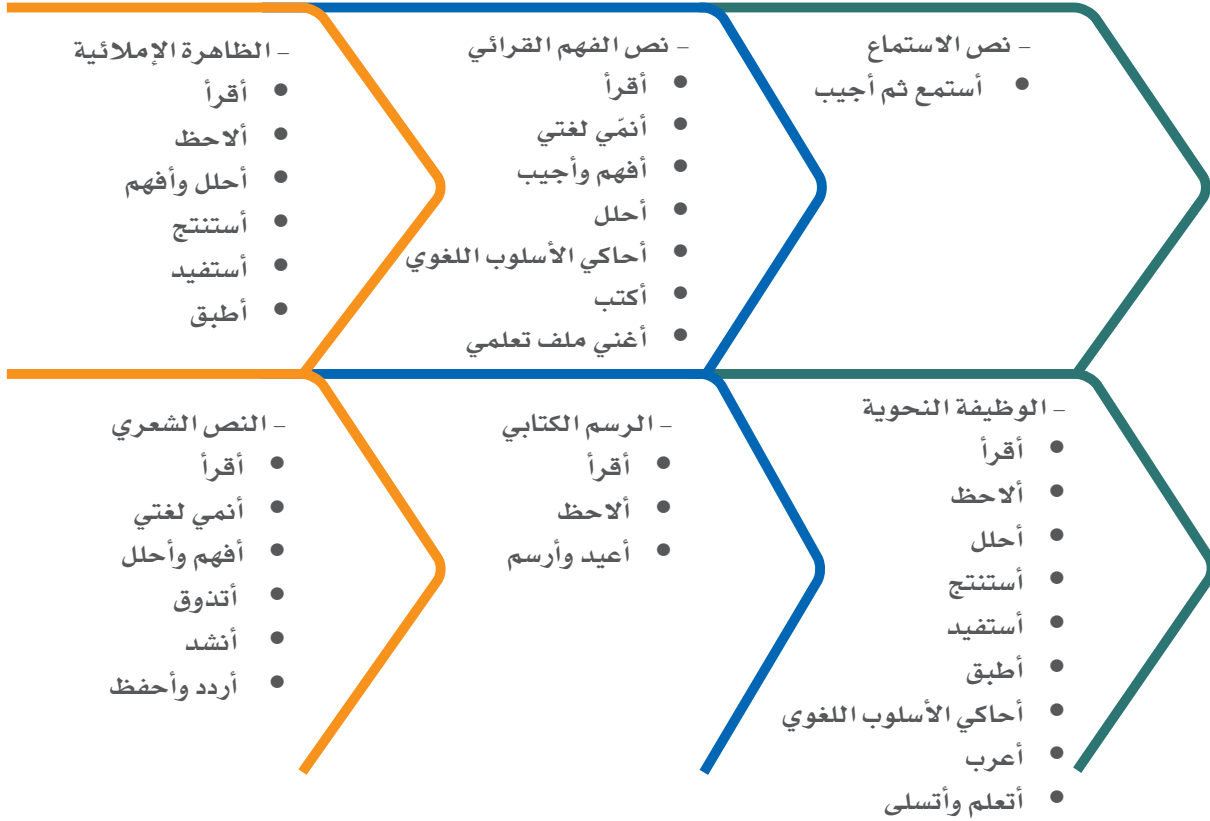 – نص الاستماع
• أستمع ثم أجيب
– نص الفهم القرائي
• أقرأ
• أنمّي لغتي
• أفهم وأجيب
• أحلل
• أحاكي الأسلوب اللغوي
• أكتب
• أغني ملف تعلمي
– الظاهرة الإملائية
• أقرأ
• ألاحظ
• أحلل وأفهم
• أستنتج
• أستفيد
• أطبق
– الوظيفة النحوية
• أقرأ
• ألاحظ
• أحلل
• أستنتج
• أستفيد
• أطبق
• أحاكي الأسلوب اللغوي
• أعرب
• أتعلم وأتسلى
– الرسم الكتابي
• أقرأ
• ألاحظ
• أعيد وأرسم
– النص الشعري
• أقرأ
• أنمي لغتي
• أفهم وأحلل
• أتذوق
• أنشد
• أردد وأحفظ